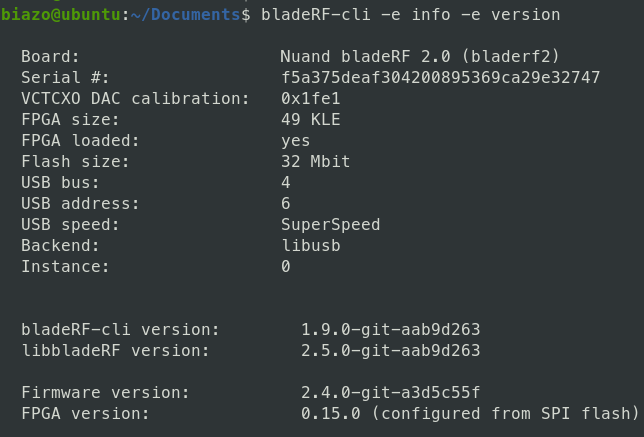 biazo@ubuntu:~/Documents$ bladeRF-cli -e info -e version
Board: Nuand bladeRF 2.0 (bladerf2)
Serial #: f5a375deaf304200895369ca29e32747
VCTCXO DAC calibration: 0x1fe1
FPGA size: 49 KLE
FPGA loaded: yes
Flash size: 32 Mbit
USB bus: 4
USB address: 6
USB speed: SuperSpeed
Backend: libusb
Instance: 0
bladeRF-cli version: 1.9.0-git-aab9d263
libbladeRF version: 2.5.0-git-aab9d263
Firmware version: 2.4.0-git-a3d5c55f
FPGA version: 0.15.0 (configured from SPI flash)